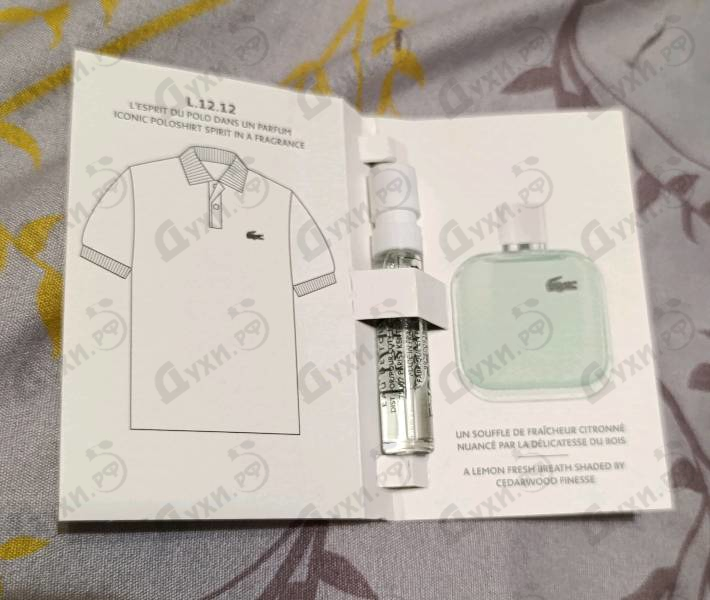 L.12.12
L'ESPRIT DU POLO DANS UN PARFUM
ICONIC POLOSHIRT SPIRIT IN A FRAGRANCE
UN SOUFFLE DE FRAÎCHEUR CITRONNÉ
NUANCÉ PAR LA DÉLICATESSE DU BOIS
A LEMON FRESH BREATH SHADED BY
CEDARWOOD FINESSE
Духи.РФ